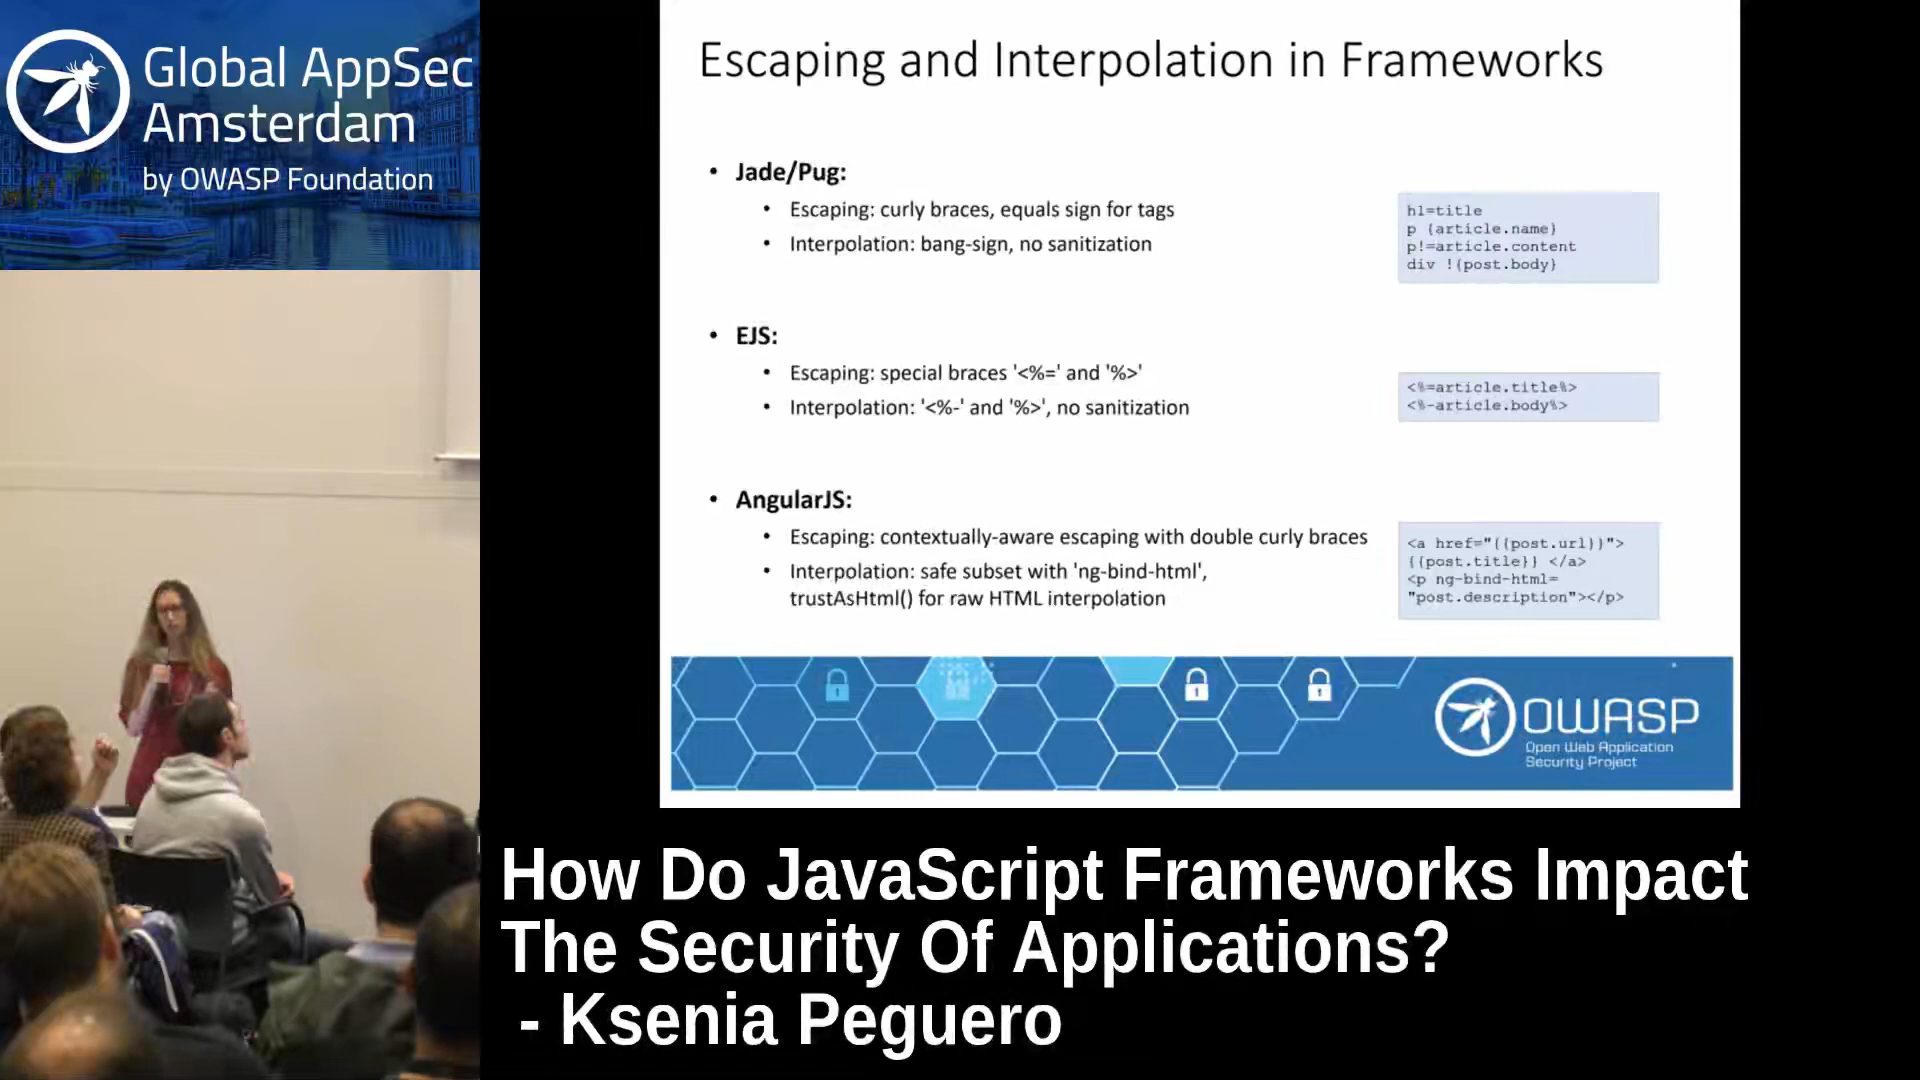 Global AppSec
Amsterdam
by OWASP Foundation
Escaping and Interpolation in Frameworks
• Jade/Pug:
• Escaping: curly braces, equals sign for tags
• Interpolation: bang-sign, no sanitization
h1=title
p {article.name}
p!=article.content
div !{post.body}
• EJS:
• Escaping: special braces '<%=' and '%>'
• Interpolation: '<%-' and '%>', no sanitization
<%=article.title%>
<%-article.body%>
• AngularJS:
• Escaping: contextually-aware escaping with double curly braces
• Interpolation: safe subset with 'ng-bind-html',
trustAsHtml() for raw HTML interpolation
<a href="{{post.url}}">
{{post.title}} </a>
<p ng-bind-html=
"post.description"></p>
OWASP
Open Web Application
Security Project
How Do JavaScript Frameworks Impact
The Security Of Applications?
- Ksenia Peguero